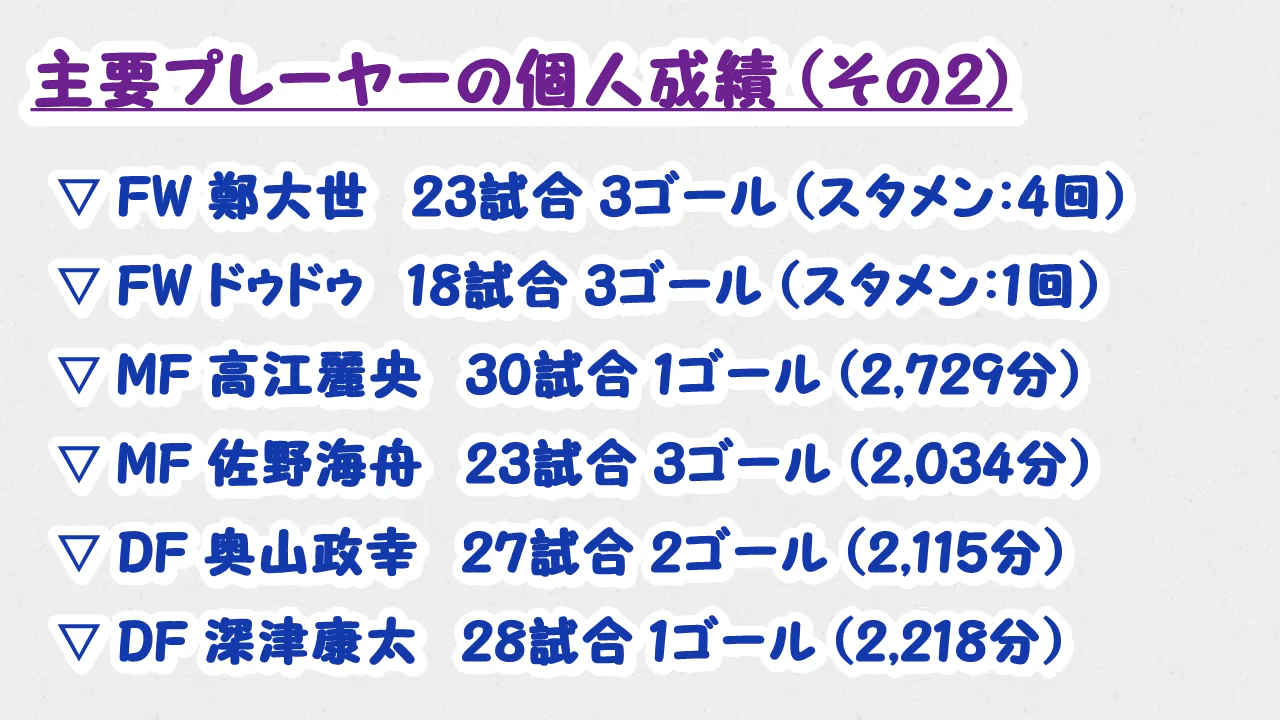 主要プレーヤーの個人成績（その2）
▽ FW 鄭大世　23試合 3ゴール（スタメン：4回）
▽ FW ドゥドゥ　18試合 3ゴール（スタメン：1回）
▽ MF 高江麗央　30試合 1ゴール（2,729分）
▽ MF 佐野海舟　23試合 3ゴール（2,034分）
▽ DF 奥山政幸　27試合 2ゴール（2,115分）
▽ DF 深津康太　28試合 1ゴール（2,218分）